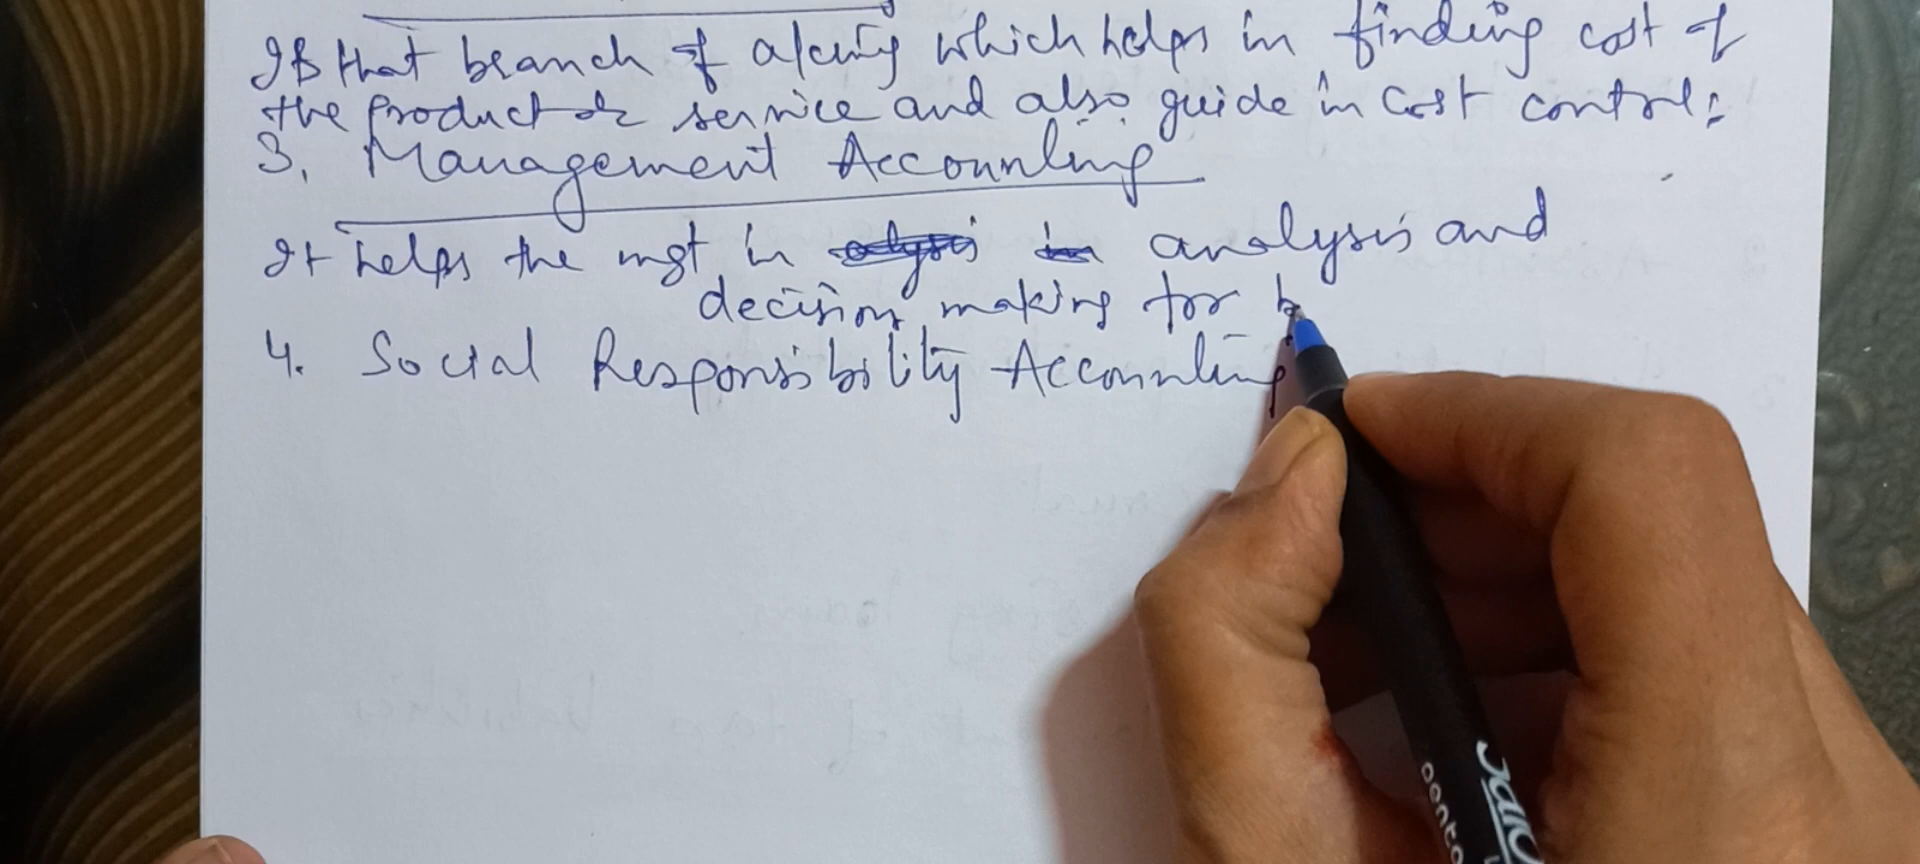 It is that branch of a/cing which helps in finding cost of
the product or service and also guide in cost control:
3. Management Accounting
It helps the mgt in analysis and
decision making for b
4. Social Responsibility Accounting